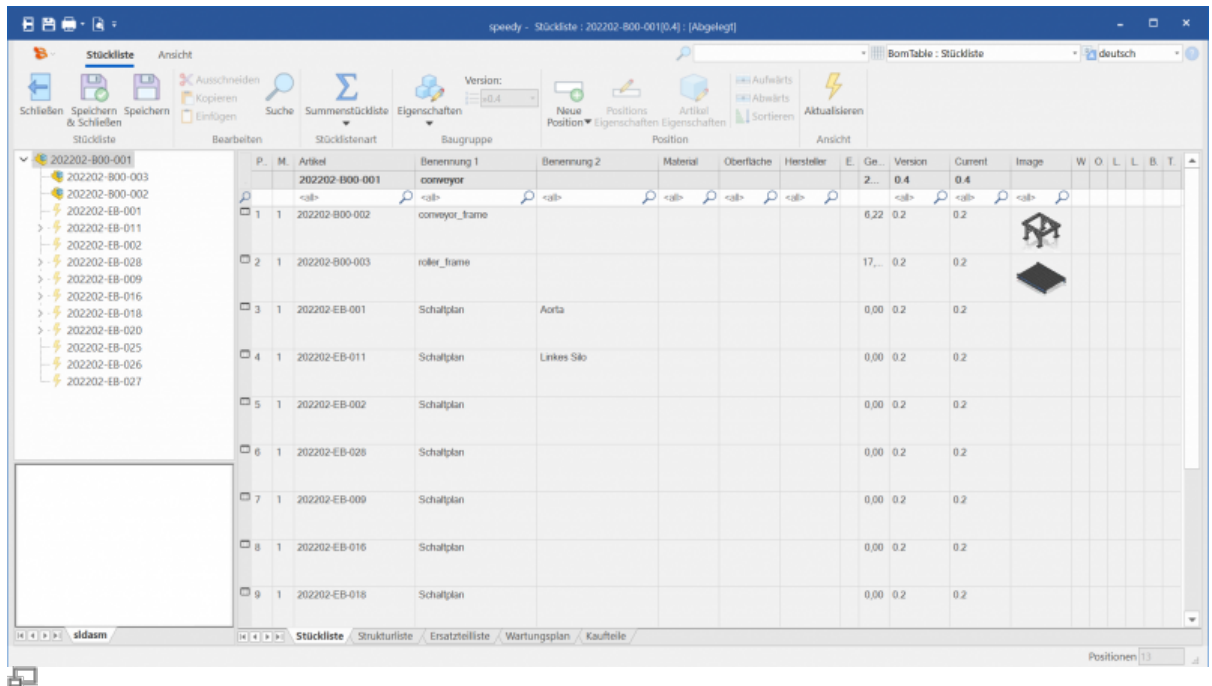 speedy - Stückliste : 202202-B00-001[0.4] : [Abgelegt]
Stückliste Ansicht BomTable : Stückliste deutsch
Schließen Speichern & Schließen Speichern Ausschneiden Kopieren Einfügen Suche Summenstückliste Eigenschaften Version: v0.4 Neue Position Positions Eigenschaften Artikel Eigenschaften Aufwärts Abwärts Sortieren Aktualisieren
Stückliste Bearbeiten Stücklistenart Baugruppe Position Ansicht
202202-B00-001
202202-B00-003
202202-B00-002
202202-EB-001
202202-EB-011
202202-EB-002
202202-EB-028
202202-EB-009
202202-EB-016
202202-EB-018
202202-EB-020
202202-EB-025
202202-EB-026
202202-EB-027
sldasm
P.. M.. Artikel Benennung 1 Benennung 2 Material Oberfläche Hersteller E.. Ge... Version Current Image W O L.. L.. B.. T..
202202-B00-001 conveyor 2... 0.4 0.4
<all> <all> <all> <all> <all> <all> <all> <all> <all>
1 1 202202-B00-002 conveyor_frame 6,22 0.2 0.2
2 1 202202-B00-003 roller_frame 17,... 0.2 0.2
3 1 202202-EB-001 Schaltplan Aorta 0,00 0.2 0.2
4 1 202202-EB-011 Schaltplan Linkes Silo 0,00 0.2 0.2
5 1 202202-EB-002 Schaltplan 0,00 0.2 0.2
6 1 202202-EB-028 Schaltplan 0,00 0.2 0.2
7 1 202202-EB-009 Schaltplan 0,00 0.2 0.2
8 1 202202-EB-016 Schaltplan 0,00 0.2 0.2
9 1 202202-EB-018 Schaltplan 0,00 0.2 0.2
Stückliste Strukturliste Ersatzteilliste Wartungsplan Kaufteile
Positionen 13